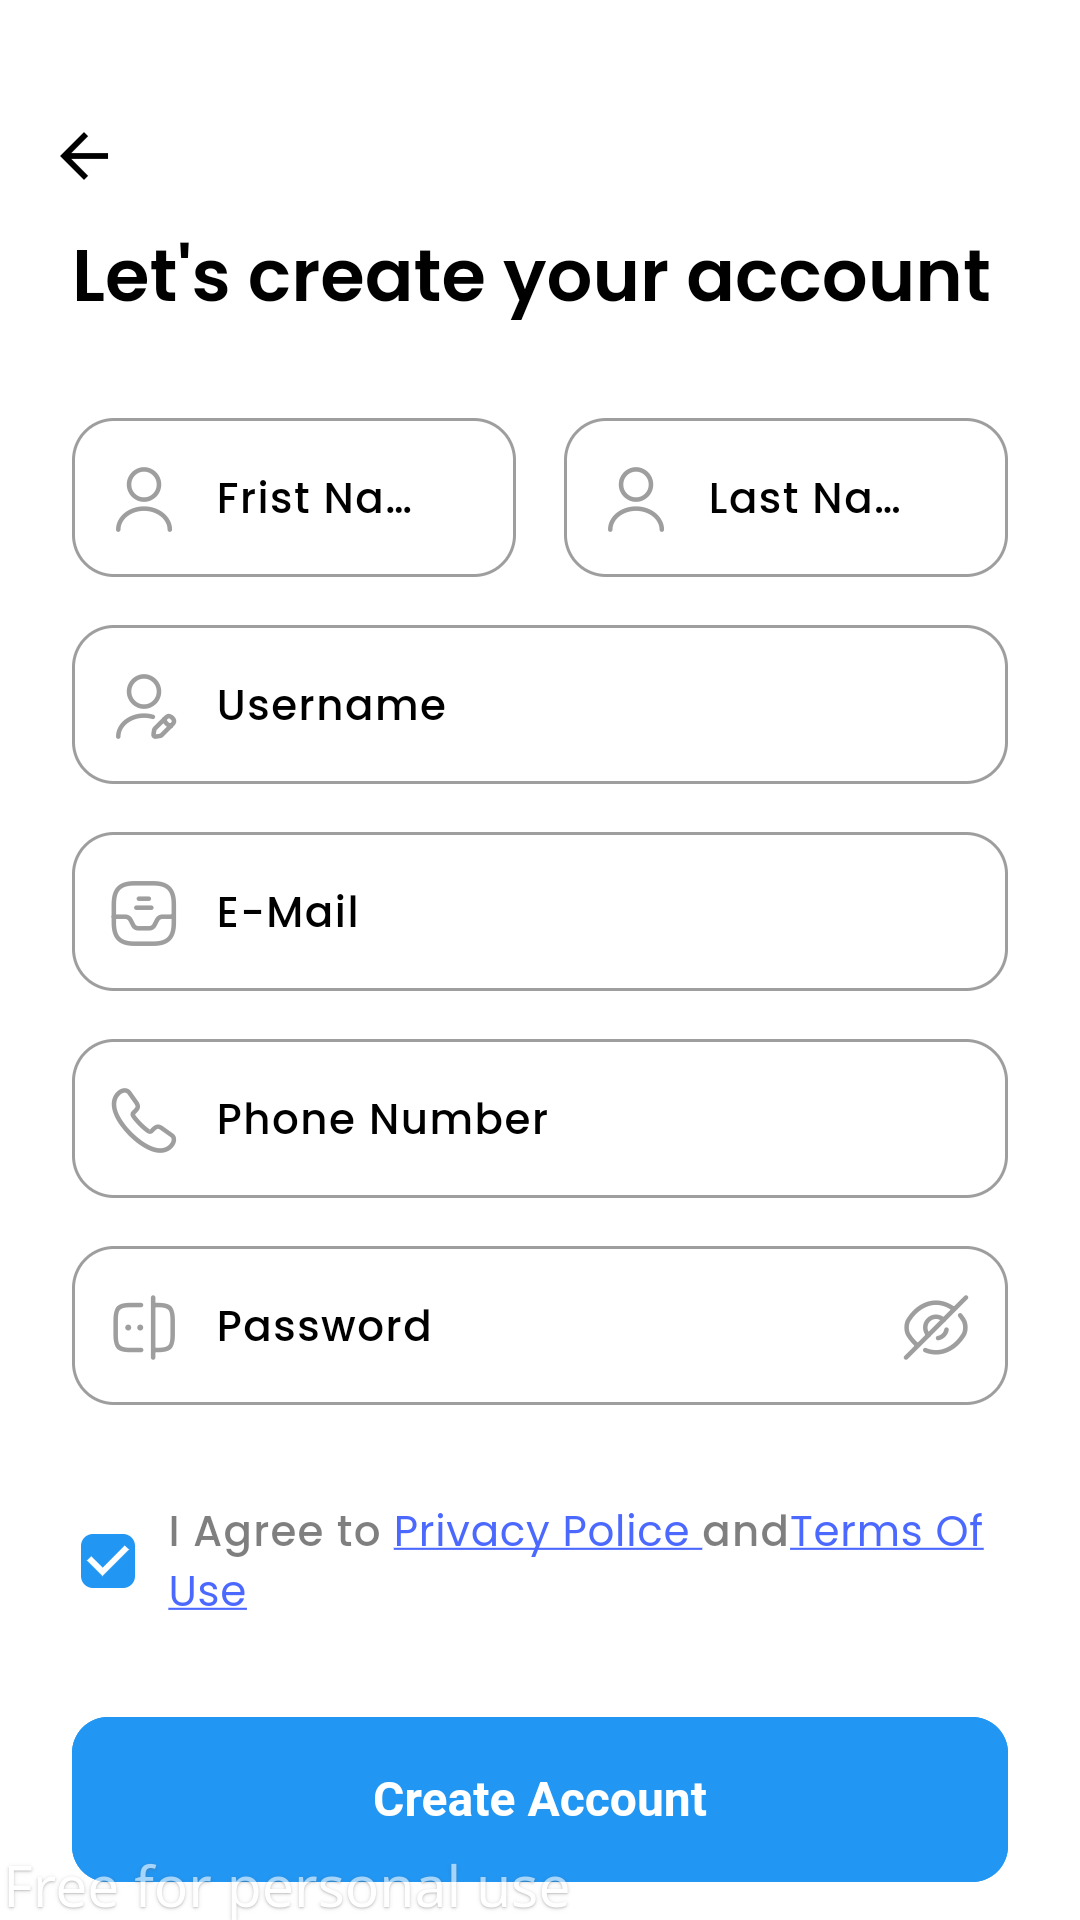 Let's create your account
Frist Na...
Last Na...
Username
E-Mail
Phone Number
Password
I Agree to Privacy Police andTerms Of
Use
Create Account
Free for personal use